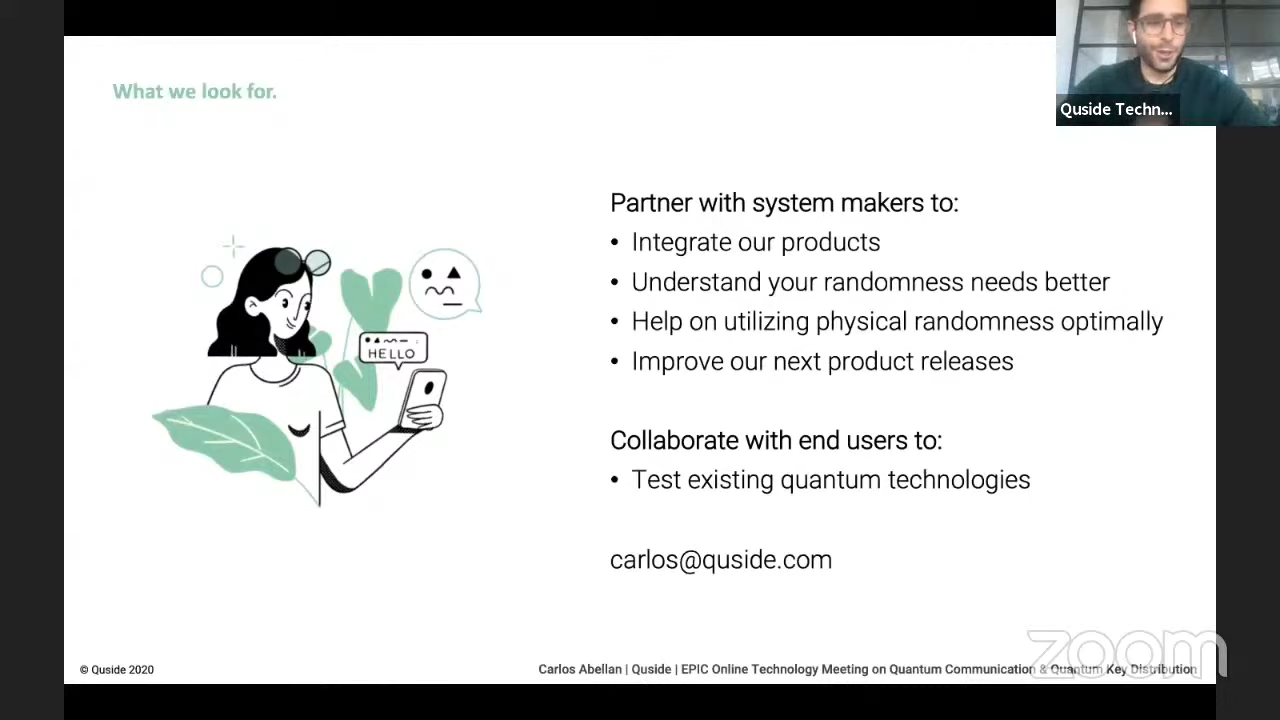 What we look for.
Quside Techn...
Partner with system makers to:
• Integrate our products
• Understand your randomness needs better
• Help on utilizing physical randomness optimally
• Improve our next product releases
HELLO
Collaborate with end users to:
• Test existing quantum technologies
carlos@quside.com
zoom
© Quside 2020
Carlos Abellan | Quside | EPIC Online Technology Meeting on Quantum Communication & Quantum Key Distribution